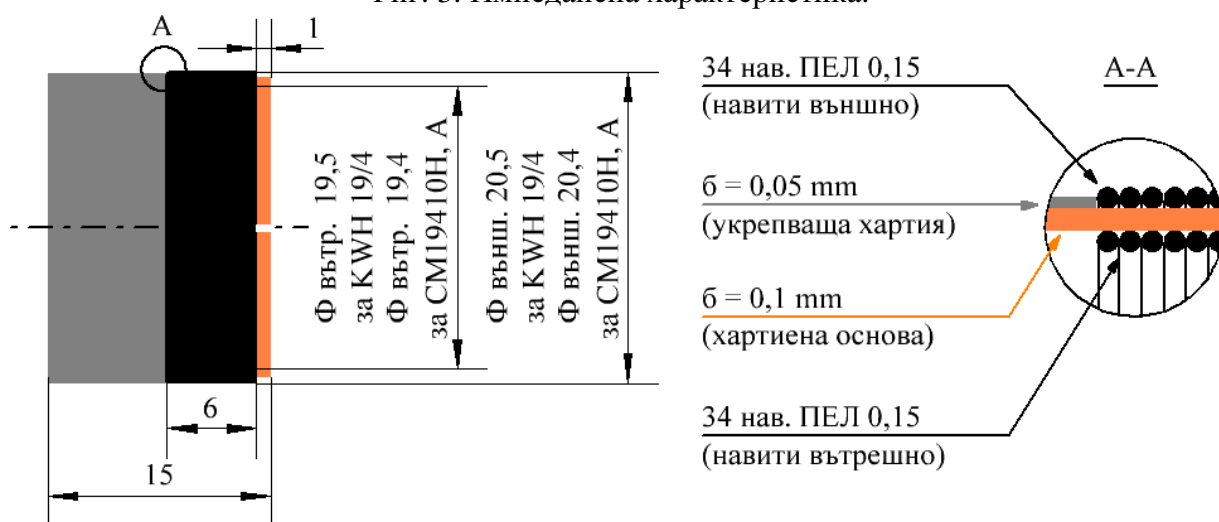 Фиг. 3. Импедансна характеристика.
A
1
Ф вътр. 19,5
за KWH 19/4
Ф вътр. 19,4
за CM19410H, A
Ф външ. 20,5
за KWH 19/4
Ф външ. 20,4
за CM19410H, A
6
15
34 нав. ПЕЛ 0,15
(навити външно)
A-A
б = 0,05 mm
(укрепваща хартия)
б = 0,1 mm
(хартиена основа)
34 нав. ПЕЛ 0,15
(навити вътрешно)